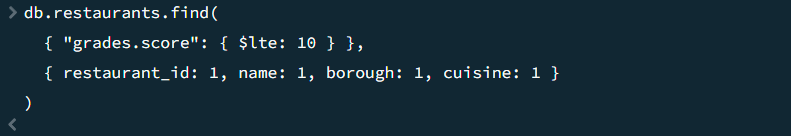 > db.restaurants.find(
{ "grades.score": { $lte: 10 } },
{ restaurant_id: 1, name: 1, borough: 1, cuisine: 1 }
)
<